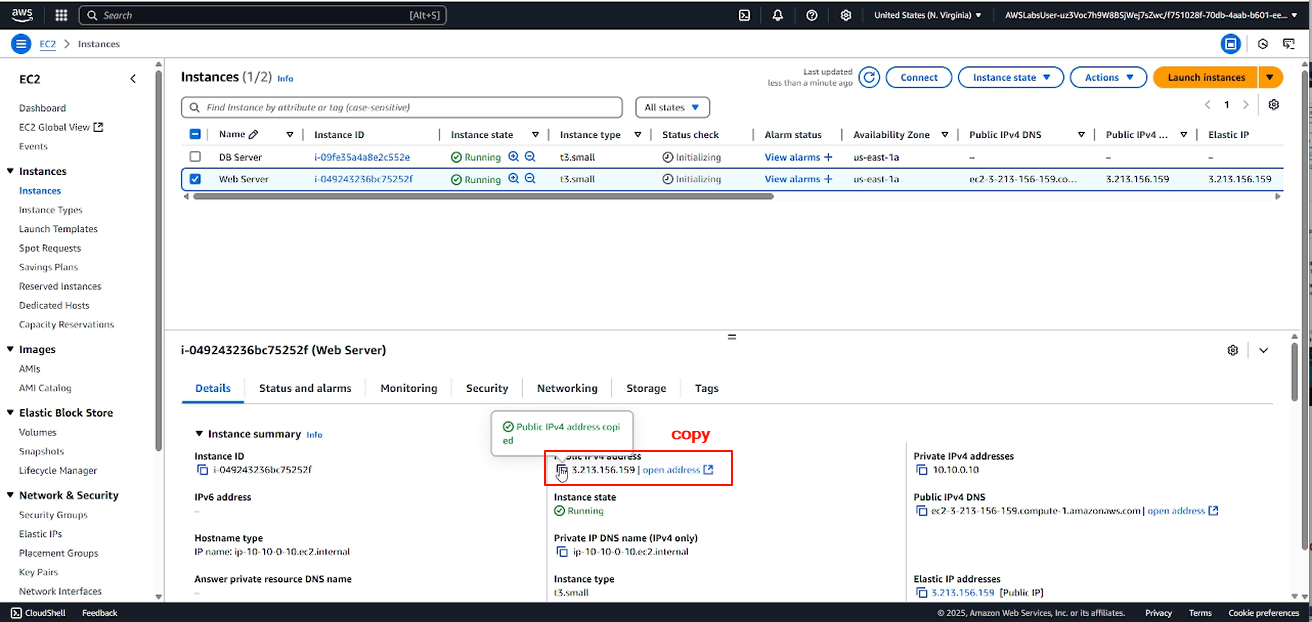 aws
Search [Alt+S]
United States (N. Virginia)
AWSLabsUser-uz3Voc7h9W8BSjWej7sZwc/f751028f-70db-4aab-b601-ee...
EC2 > Instances
EC2
Dashboard
EC2 Global View
Events
Instances
Instances
Instance Types
Launch Templates
Spot Requests
Savings Plans
Reserved Instances
Dedicated Hosts
Capacity Reservations
Images
AMIs
AMI Catalog
Elastic Block Store
Volumes
Snapshots
Lifecycle Manager
Network & Security
Security Groups
Elastic IPs
Placement Groups
Key Pairs
Network Interfaces
Instances (1/2) Info
Last updated
less than a minute ago
Connect
Instance state
Actions
Launch instances
Find Instance by attribute or tag (case-sensitive)
All states
1
Name Instance ID Instance state Instance type Status check Alarm status Availability Zone Public IPv4 DNS Public IPv4 ... Elastic IP
DB Server i-09fe35a4a8e2c552e Running t3.small Initializing View alarms + us-east-1a – – –
Web Server i-049243236bc75252f Running t3.small Initializing View alarms + us-east-1a ec2-3-213-156-159.co... 3.213.156.159 3.213.156.159
i-049243236bc75252f (Web Server)
Details Status and alarms Monitoring Security Networking Storage Tags
Public IPv4 address copi
ed
copy
Instance summary Info
Instance ID
i-049243236bc75252f
Public IPv4 address
3.213.156.159 | open address
Private IPv4 addresses
10.10.0.10
IPv6 address
–
Instance state
Running
Public IPv4 DNS
ec2-3-213-156-159.compute-1.amazonaws.com | open address
Hostname type
IP name: ip-10-10-0-10.ec2.internal
Private IP DNS name (IPv4 only)
ip-10-10-0-10.ec2.internal
Answer private resource DNS name
–
Instance type
t3.small
Elastic IP addresses
3.213.156.159 [Public IP]
CloudShell Feedback
© 2025, Amazon Web Services, Inc. or its affiliates. Privacy Terms Cookie preferences